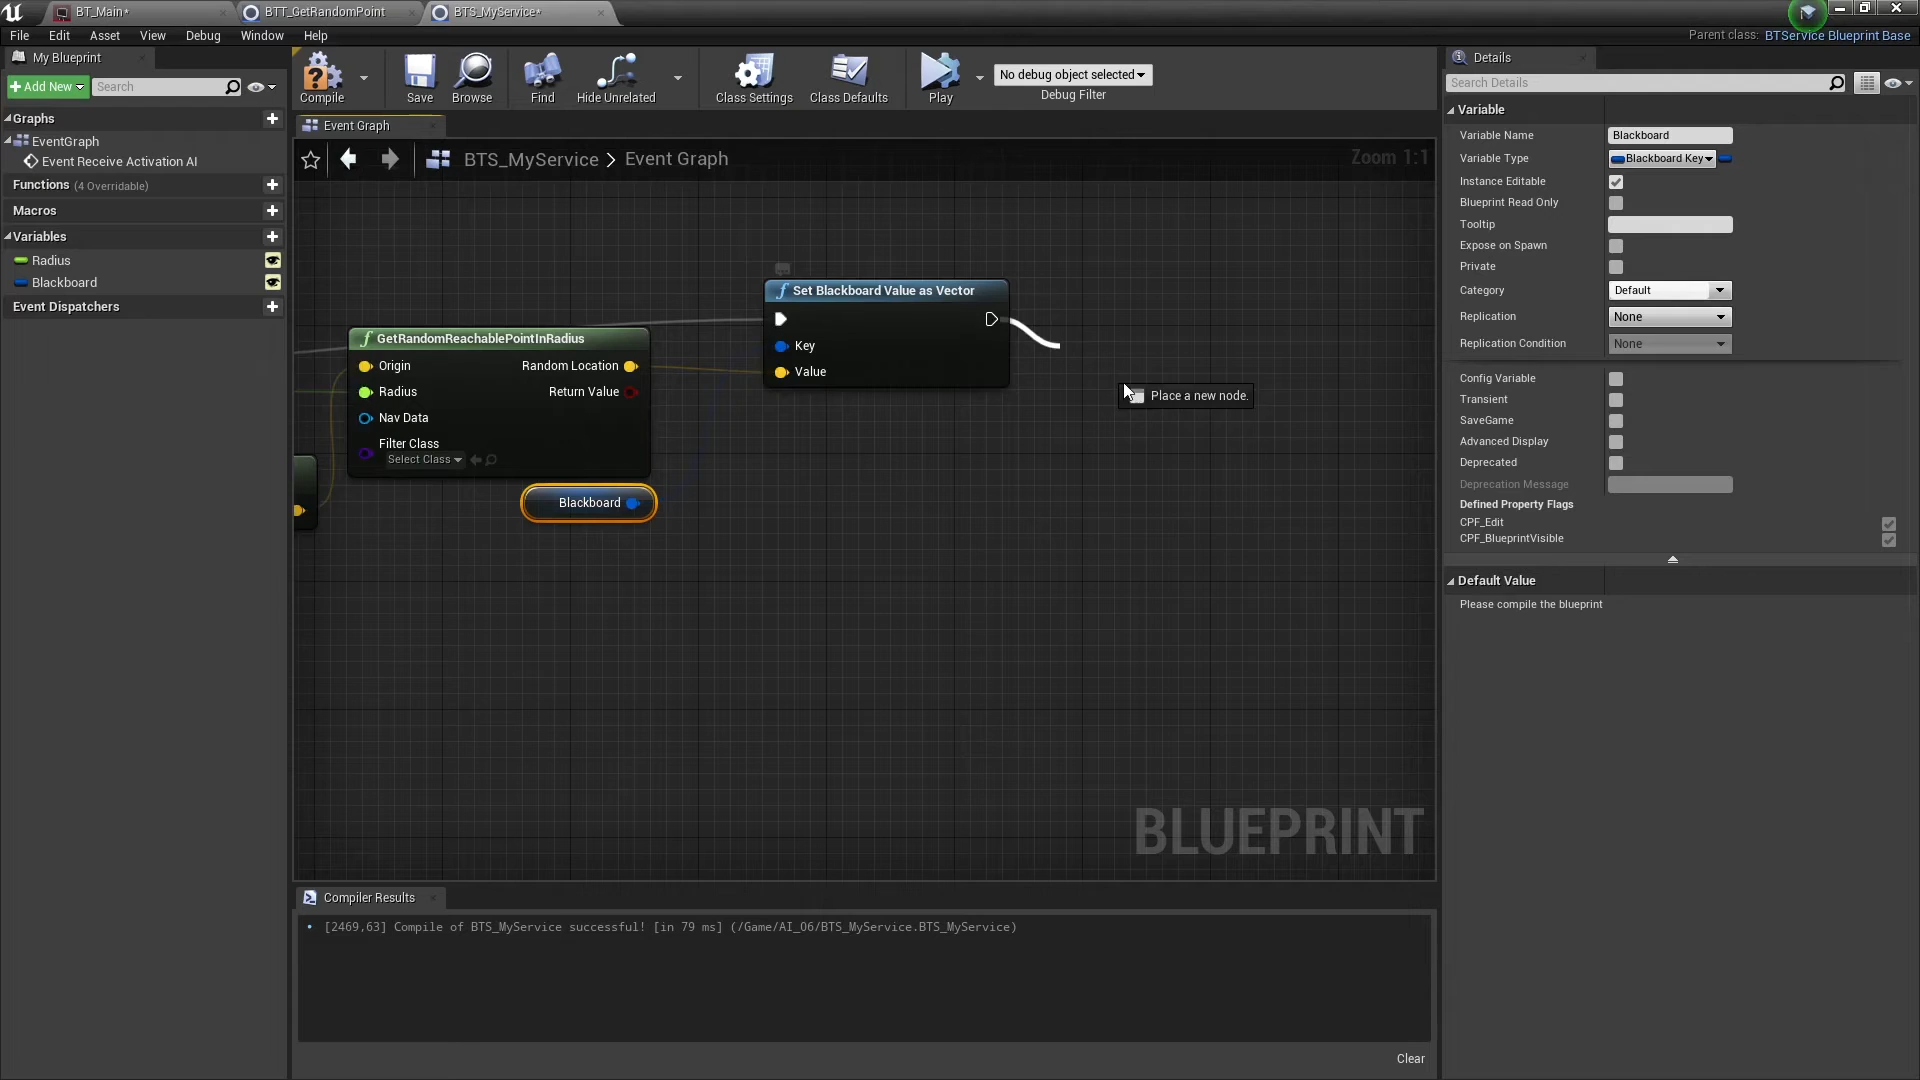 BT_Main*
BTT_GetRandomPoint
BTS_MyService*
File Edit Asset View Debug Window Help
Parent class: BTService Blueprint Base
My Blueprint
Add New
Search
Graphs
EventGraph
Event Receive Activation AI
Functions (4 Overridable)
Macros
Variables
Radius
Blackboard
Event Dispatchers
Compile
Save
Browse
Find
Hide Unrelated
Class Settings
Class Defaults
Play
No debug object selected
Debug Filter
Event Graph
BTS_MyService > Event Graph
Zoom 1:1
Set Blackboard Value as Vector
Key
Value
GetRandomReachablePointInRadius
Origin
Random Location
Radius
Return Value
Nav Data
Filter Class
Select Class
Blackboard
Place a new node.
BLUEPRINT
Compiler Results
[2469,63] Compile of BTS_MyService successful! [in 79 ms] (/Game/AI_06/BTS_MyService.BTS_MyService)
Clear
Details
Search Details
Variable
Variable Name Blackboard
Variable Type Blackboard Key
Instance Editable
Blueprint Read Only
Tooltip
Expose on Spawn
Private
Category Default
Replication None
Replication Condition None
Config Variable
Transient
SaveGame
Advanced Display
Deprecated
Deprecation Message
Defined Property Flags
CPF_Edit
CPF_BlueprintVisible
Default Value
Please compile the blueprint